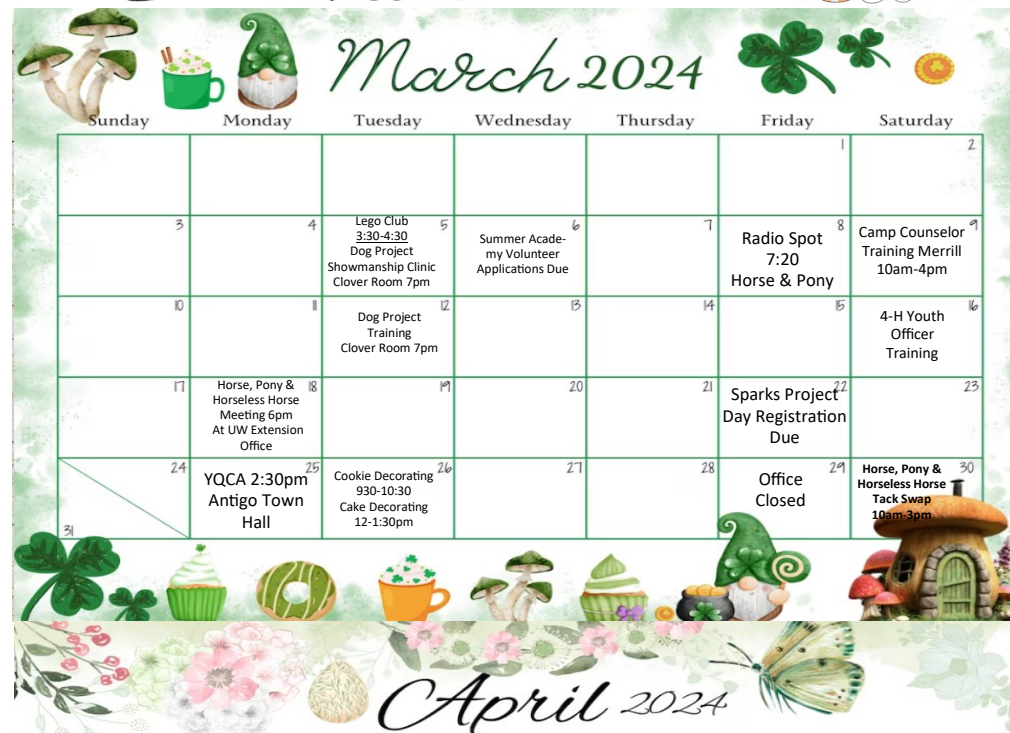 March 2024
Sunday Monday Tuesday Wednesday Thursday Friday Saturday
1 2
3 4 5 6 7 8 9
Lego Club
3:30-4:30
Dog Project
Showmanship Clinic
Clover Room 7pm
Summer Acade-
my Volunteer
Applications Due
Radio Spot
7:20
Horse & Pony
Camp Counselor
Training Merrill
10am-4pm
10 11 12 13 14 15 16
Dog Project
Training
Clover Room 7pm
4-H Youth
Officer
Training
17 18 19 20 21 22 23
Horse, Pony &
Horseless Horse
Meeting 6pm
At UW Extension
Office
Sparks Project
Day Registration
Due
24 25 26 27 28 29 30
31
YQCA 2:30pm
Antigo Town
Hall
Cookie Decorating
930-10:30
Cake Decorating
12-1:30pm
Office
Closed
Horse, Pony &
Horseless Horse
Tack Swap
10am-3pm
April 2024